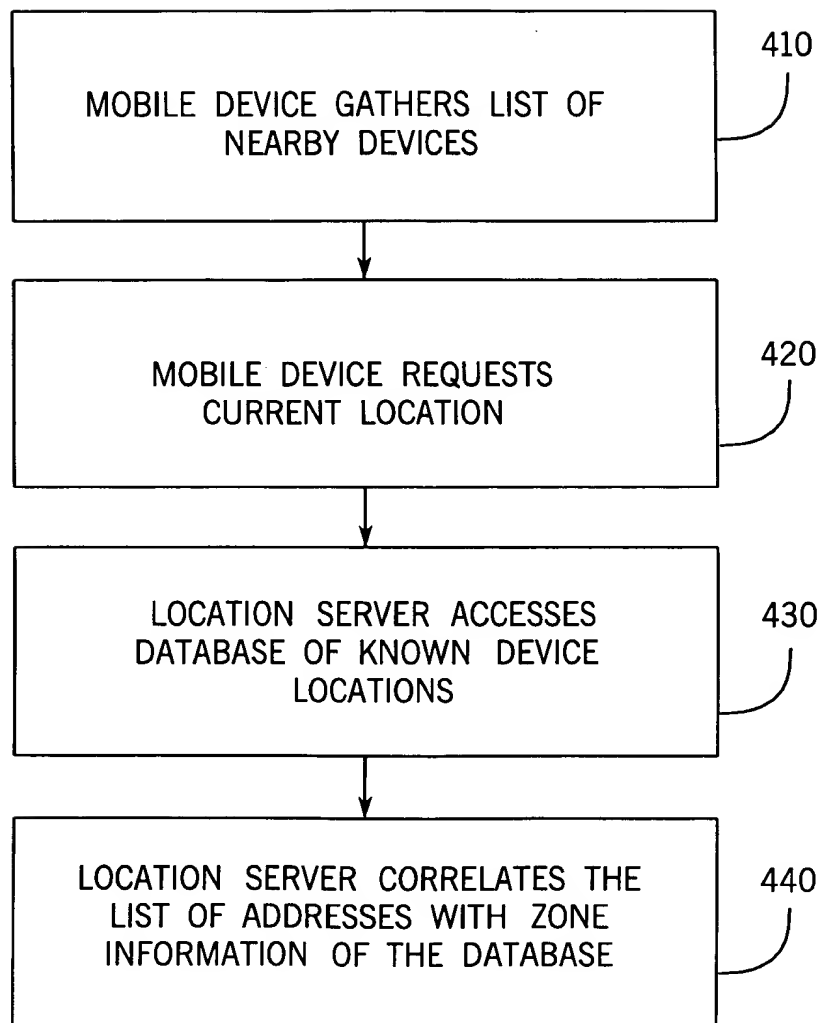 MOBILE DEVICE GATHERS LIST OF
NEARBY DEVICES
410
MOBILE DEVICE REQUESTS
CURRENT LOCATION
420
LOCATION SERVER ACCESSES
DATABASE OF KNOWN DEVICE
LOCATIONS
430
LOCATION SERVER CORRELATES THE
LIST OF ADDRESSES WITH ZONE
INFORMATION OF THE DATABASE
440